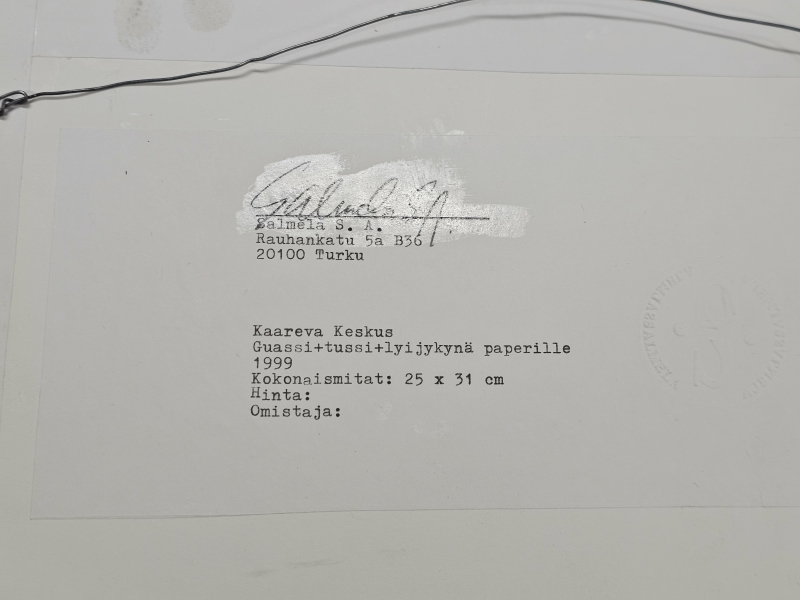 Salmela S. A.
Salmela S. A.
Rauhankatu 5a B36
20100 Turku
Kaareva Keskus
Guassi+tussi+lyijykynä paperille
1999
Kokonaismitat: 25 x 31 cm
Hinta:
Omistaja: